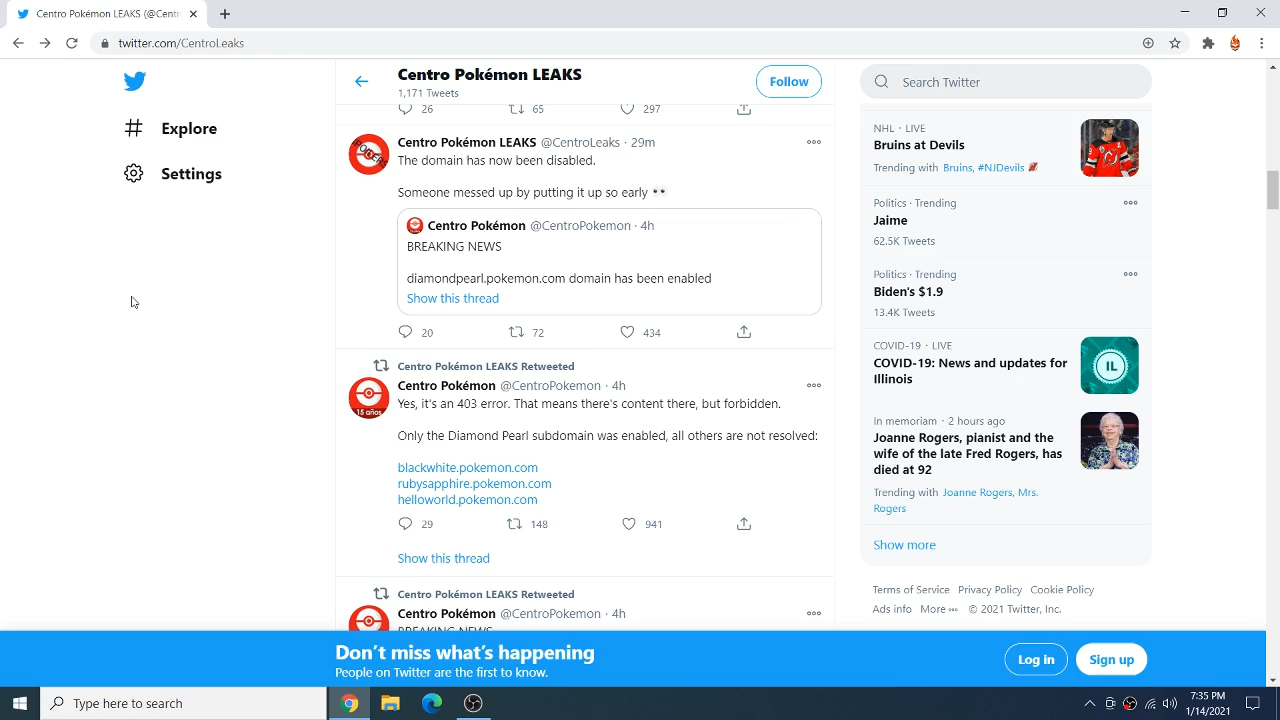 Centro Pokémon LEAKS (@Centr
twitter.com/CentroLeaks
Explore
Settings
Centro Pokémon LEAKS
1,171 Tweets
Follow
26 65 297
Centro Pokémon LEAKS @CentroLeaks · 29m
The domain has now been disabled.
Someone messed up by putting it up so early 👀
Centro Pokémon @CentroPokemon · 4h
BREAKING NEWS
diamondpearl.pokemon.com domain has been enabled
Show this thread
20 72 434
Centro Pokémon LEAKS Retweeted
Centro Pokémon @CentroPokemon · 4h
15 años
Yes, it's an 403 error. That means there's content there, but forbidden.
Only the Diamond Pearl subdomain was enabled, all others are not resolved:
blackwhite.pokemon.com
rubysapphire.pokemon.com
helloworld.pokemon.com
29 148 941
Show this thread
Centro Pokémon LEAKS Retweeted
Centro Pokémon @CentroPokemon · 4h
BREAKING NEWS
Search Twitter
NHL · LIVE
Bruins at Devils
Trending with Bruins, #NJDevils
Politics · Trending
Jaime
62.5K Tweets
Politics · Trending
Biden's $1.9
13.4K Tweets
COVID-19 · LIVE
COVID-19: News and updates for
Illinois
IL
In memoriam · 2 hours ago
Joanne Rogers, pianist and the
wife of the late Fred Rogers, has
died at 92
Trending with Joanne Rogers, Mrs.
Rogers
Show more
Terms of Service Privacy Policy Cookie Policy
Ads info More ••• © 2021 Twitter, Inc.
Don't miss what's happening
People on Twitter are the first to know.
Log in
Sign up
Type here to search
7:35 PM
1/14/2021